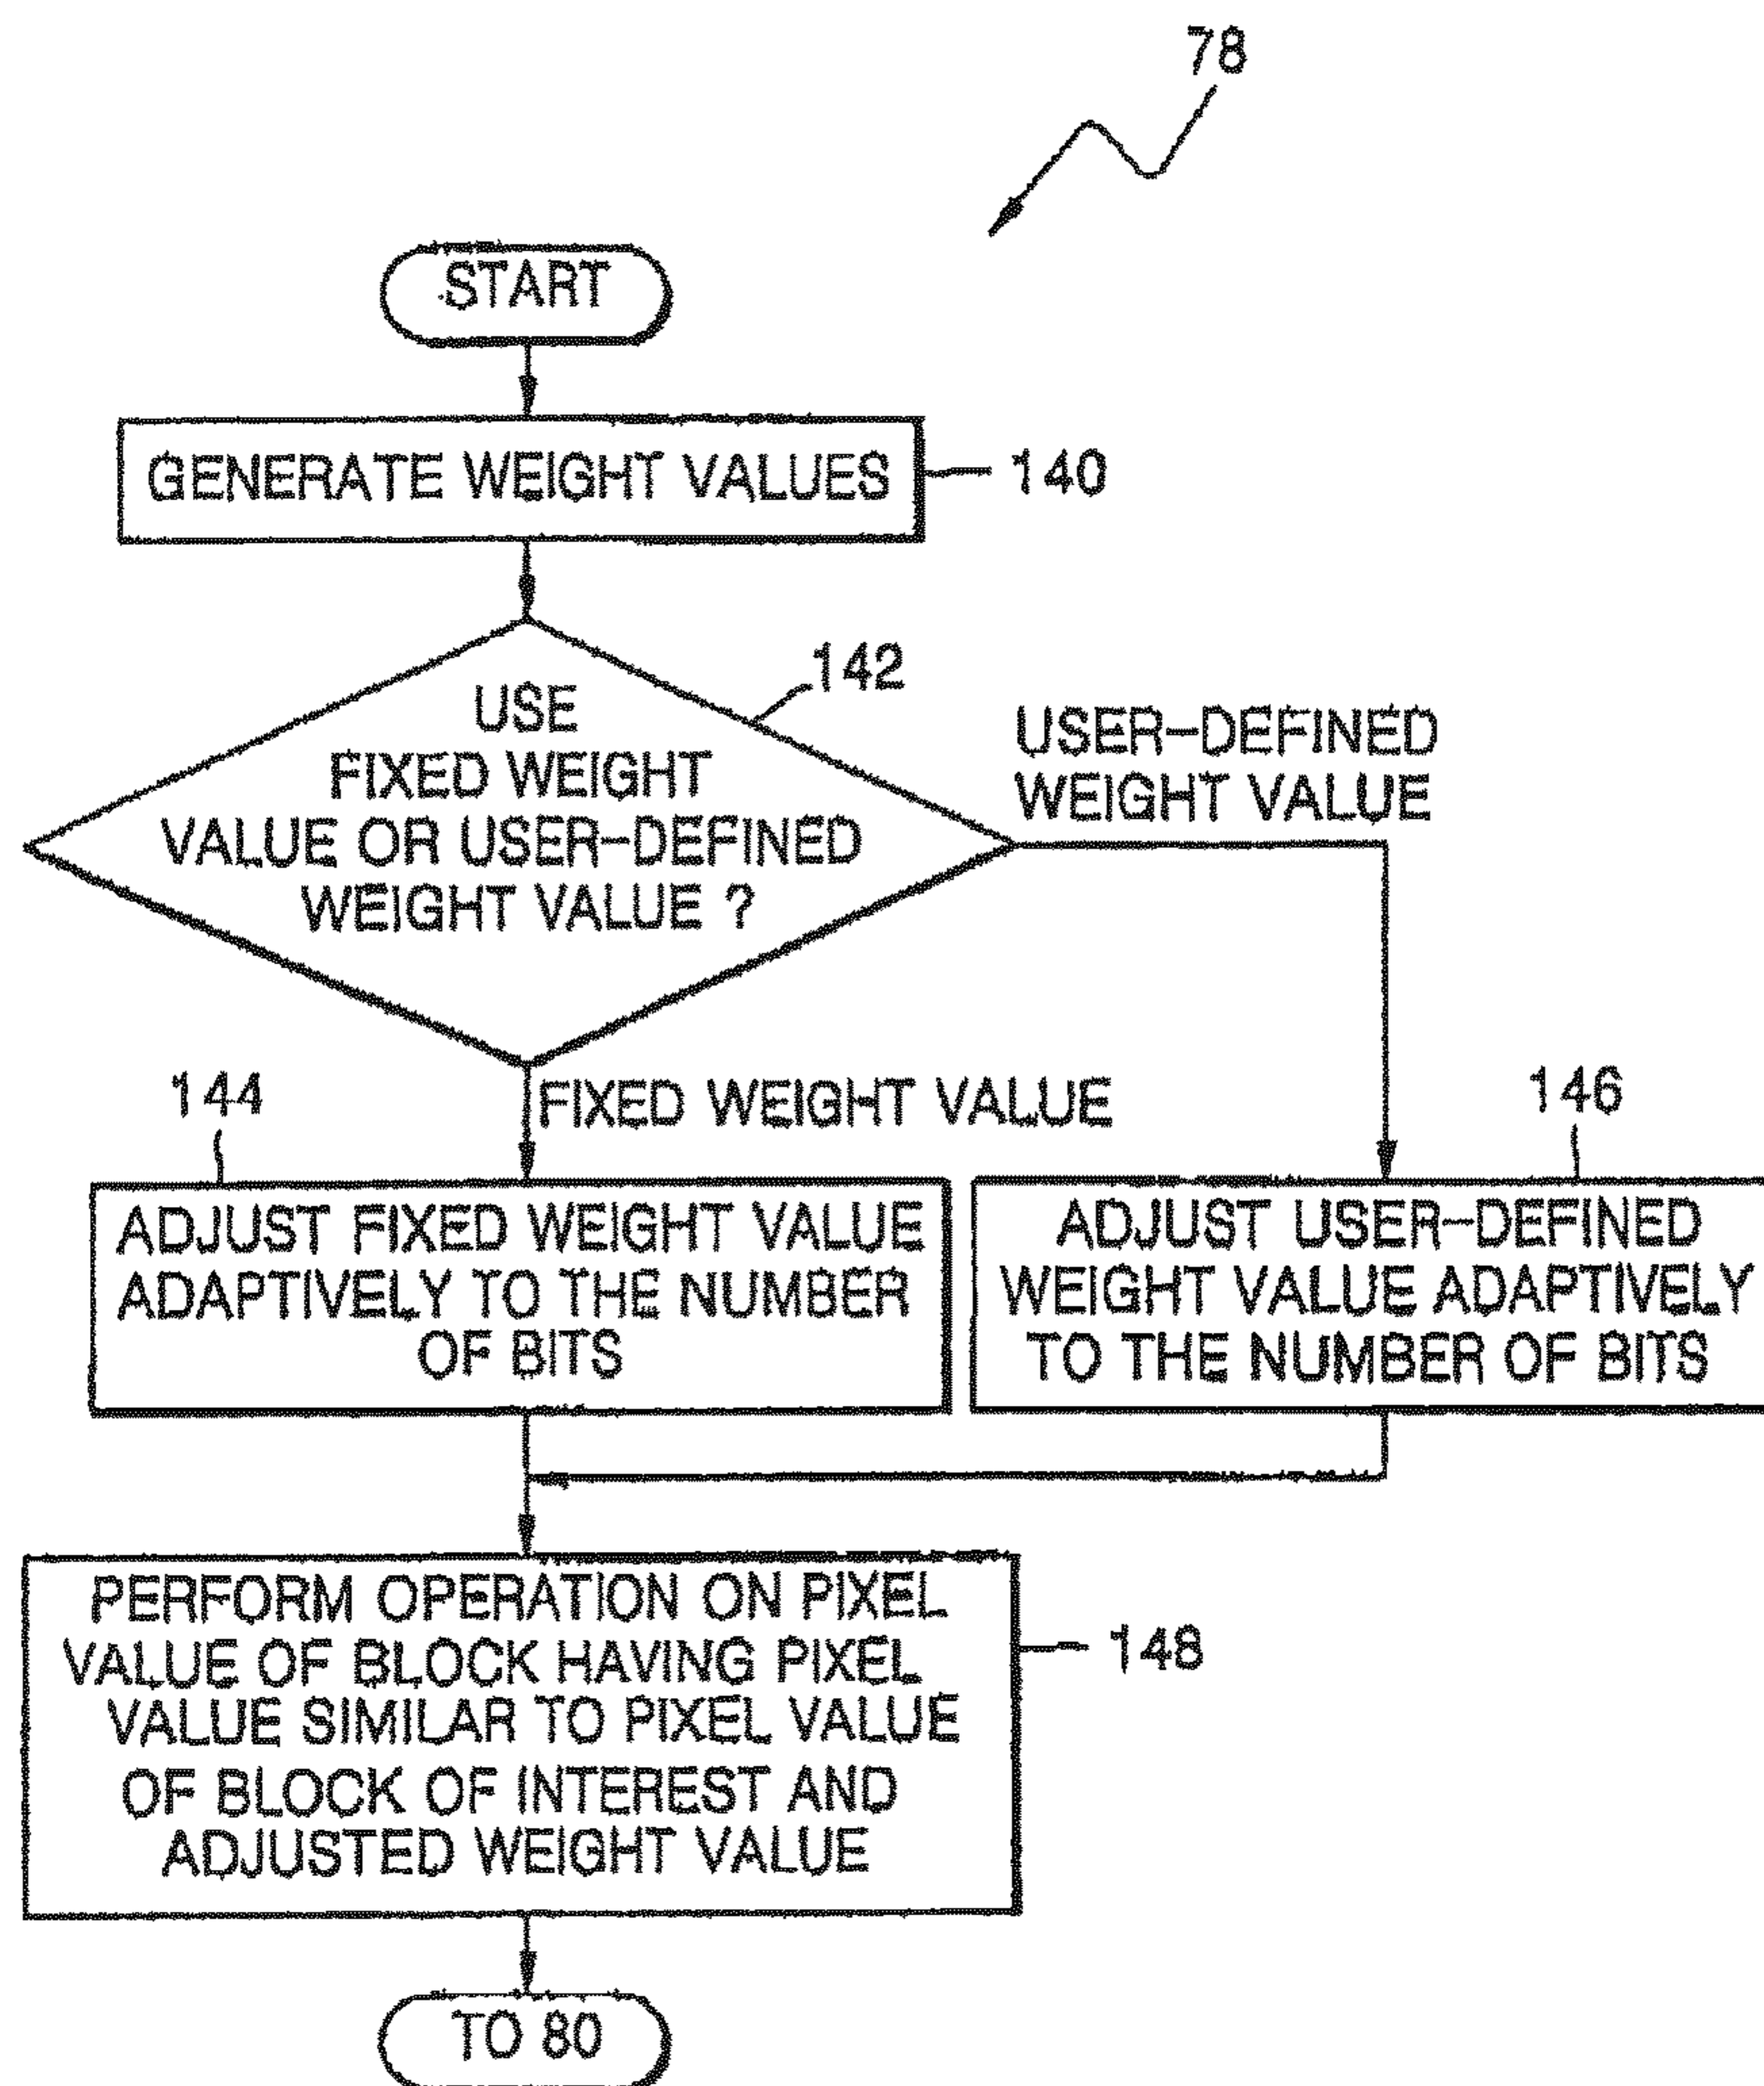 78
START
GENERATE WEIGHT VALUES
140
142
USE
FIXED WEIGHT
VALUE OR USER-DEFINED
WEIGHT VALUE ?
USER-DEFINED
WEIGHT VALUE
FIXED WEIGHT VALUE
144
ADJUST FIXED WEIGHT VALUE
ADAPTIVELY TO THE NUMBER
OF BITS
146
ADJUST USER-DEFINED
WEIGHT VALUE ADAPTIVELY
TO THE NUMBER OF BITS
PERFORM OPERATION ON PIXEL
VALUE OF BLOCK HAVING PIXEL
VALUE SIMILAR TO PIXEL VALUE
OF BLOCK OF INTEREST AND
ADJUSTED WEIGHT VALUE
148
TO 80